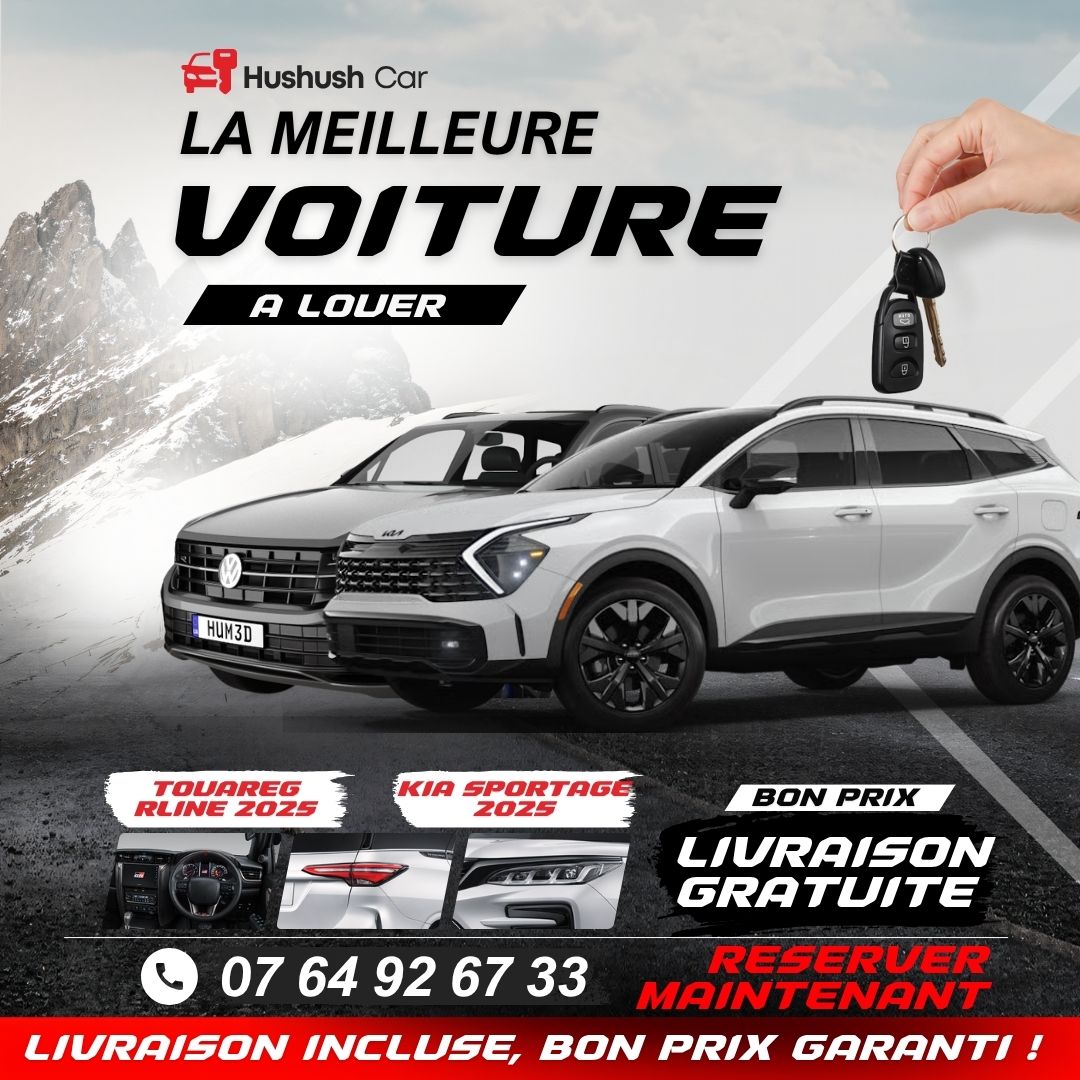 Hushush Car
LA MEILLEURE
VOITURE
A LOUER
KIA
HUM3D
TOUAREG
RLINE 2025
KIA SPORTAGE
2025
BON PRIX
LIVRAISON
GRATUITE
07 64 92 67 33
RESERVER
MAINTENANT
LIVRAISON INCLUSE, BON PRIX GARANTI !